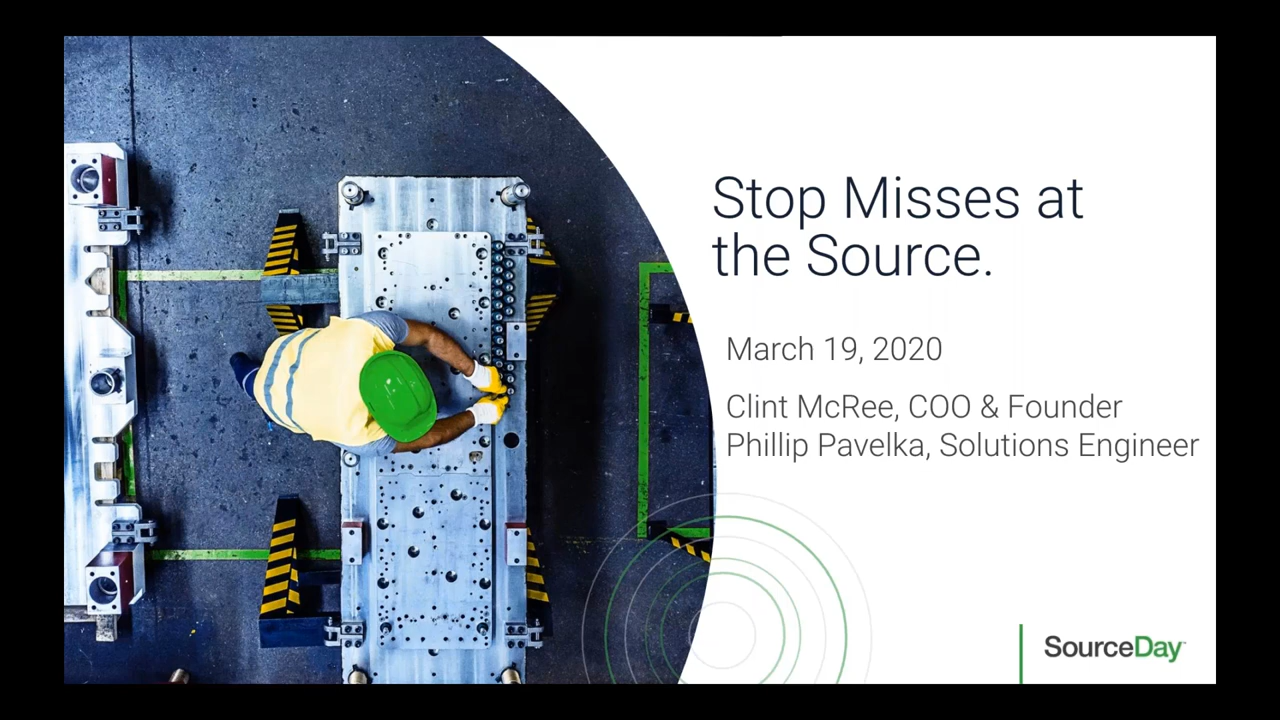 Stop Misses at
the Source.
March 19, 2020
Clint McRee, COO & Founder
Phillip Pavelka, Solutions Engineer
SourceDay